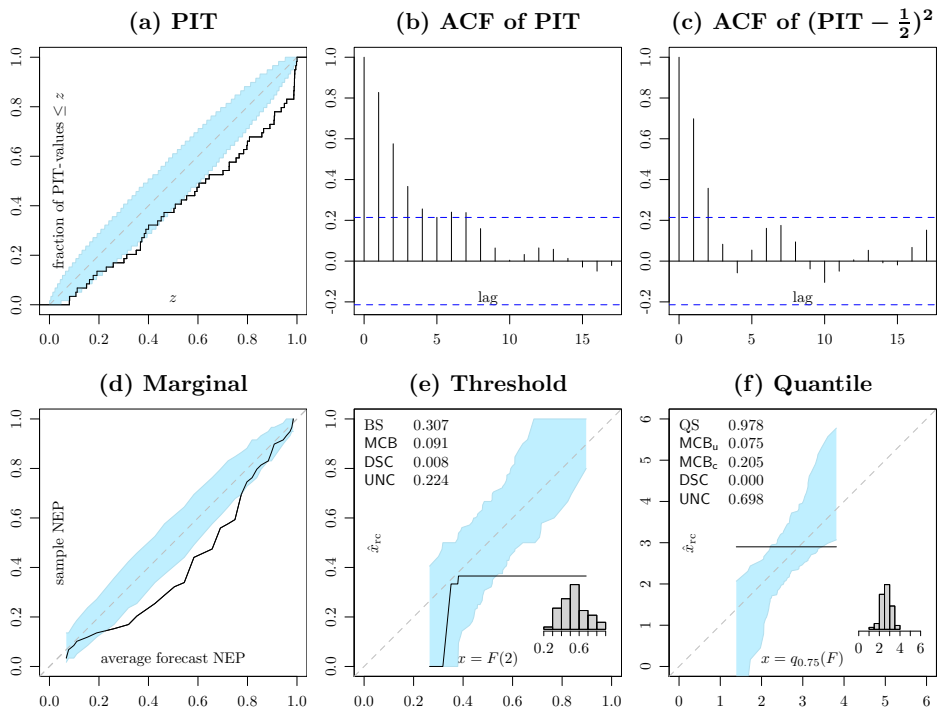 (a) PIT
fraction of PIT-values ≤ z
0.0 0.2 0.4 0.6 0.8 1.0
z
0.0 0.2 0.4 0.6 0.8 1.0
(b) ACF of PIT
-0.2 0.0 0.2 0.4 0.6 0.8 1.0
lag
0 5 10 15
(c) ACF of (PIT − 1/2)²
-0.2 0.0 0.2 0.4 0.6 0.8 1.0
lag
0 5 10 15
(d) Marginal
sample NEP
0.0 0.2 0.4 0.6 0.8 1.0
average forecast NEP
0.0 0.2 0.4 0.6 0.8 1.0
(e) Threshold
BS 0.307
MCB 0.091
DSC 0.008
UNC 0.224
x̂rc
0.0 0.2 0.4 0.6 0.8 1.0
0.2 0.6
x = F(2)
0.0 0.2 0.4 0.6 0.8 1.0
(f) Quantile
QS 0.978
MCBu 0.075
MCBc 0.205
DSC 0.000
UNC 0.698
x̂rc
0 1 2 3 4 5 6
0 2 4 6
x = q0.75(F)
0 1 2 3 4 5 6